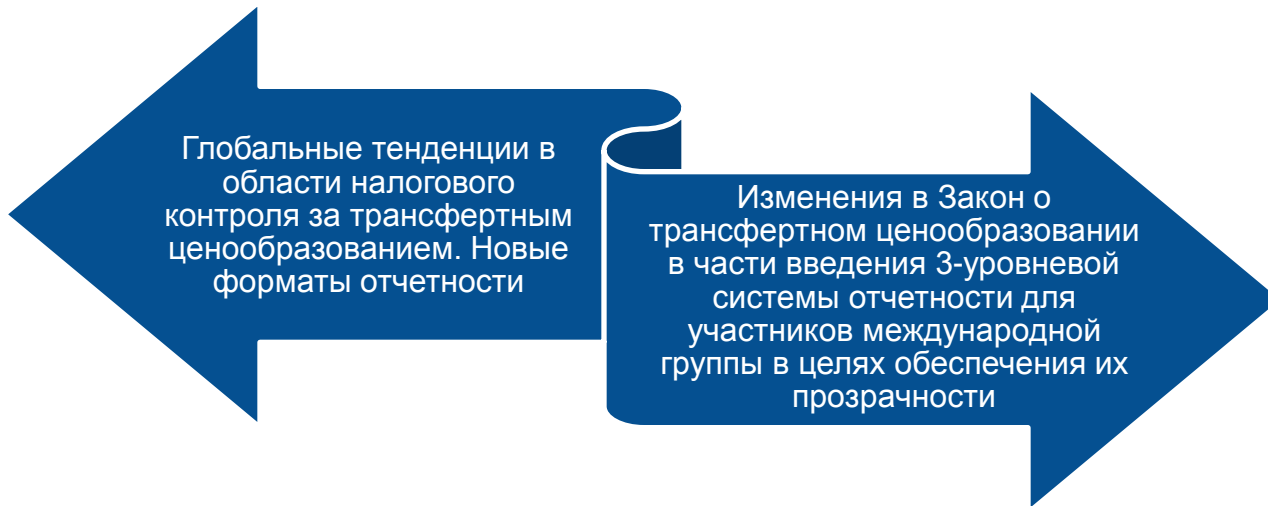 Глобальные тенденции в
области налогового
контроля за трансфертным
ценообразованием. Новые
форматы отчетности
Изменения в Закон о
трансфертном ценообразовании
в части введения 3-уровневой
системы отчетности для
участников международной
группы в целях обеспечения их
прозрачности